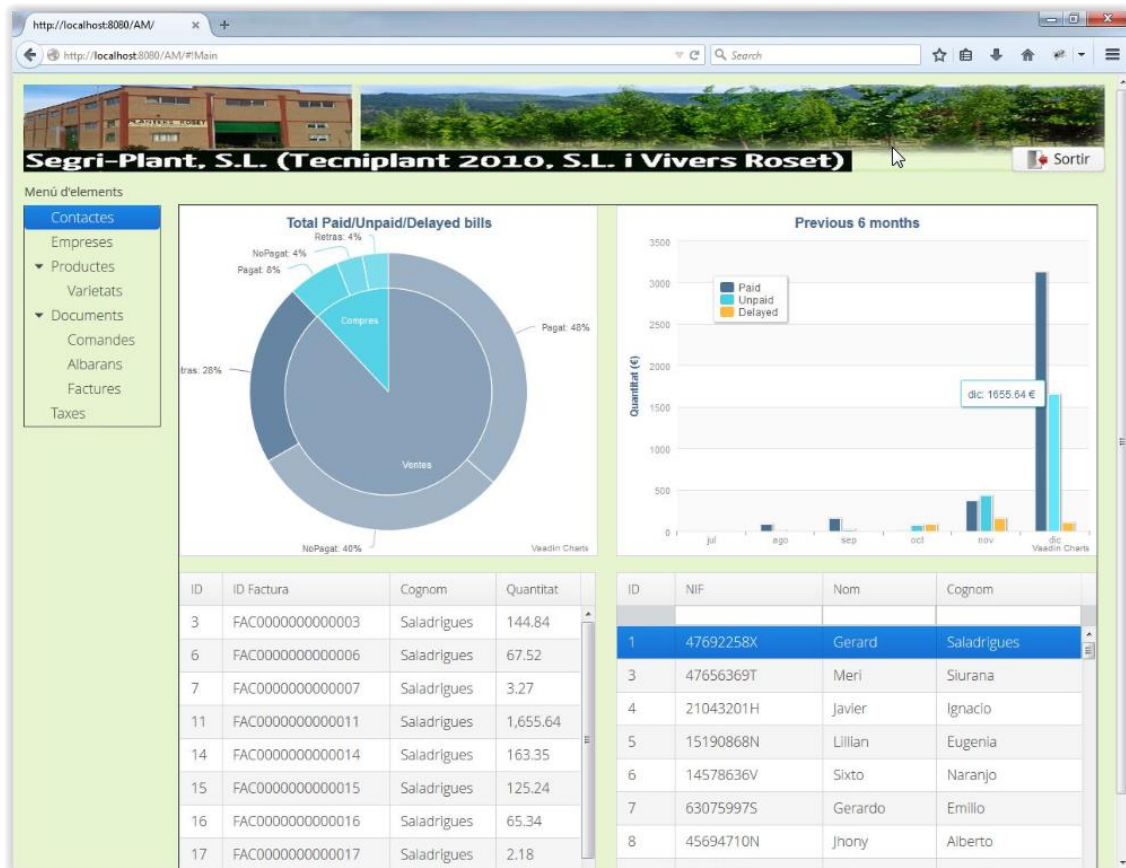 http://localhost:8080/AM/
http://localhost:8080/AM/#!Main
Search
PLANTERS ROSET
Segri-Plant, S.L. (Tecniplant 2010, S.L. i Vivers Roset)
Sortir
Menú d'elements
Contactes
Empreses
Productes
Varietats
Documents
Comandes
Albarans
Factures
Taxes
Total Paid/Unpaid/Delayed bills
Retras: 4%
NoPagat: 4%
Pagat: 8%
Compres
Pagat: 48%
tras: 28%
Ventes
NoPagat: 40%
Vaadin Charts
Previous 6 months
Quantitat (€)
3500
3000
2500
2000
1500
1000
500
0
Paid
Unpaid
Delayed
dic: 1655.64 €
jul ago sep oct nov dic
Vaadin Charts
ID ID Factura Cognom Quantitat
3 FAC0000000000003 Saladrigues 144.84
6 FAC0000000000006 Saladrigues 67.52
7 FAC0000000000007 Saladrigues 3.27
11 FAC0000000000011 Saladrigues 1,655.64
14 FAC0000000000014 Saladrigues 163.35
15 FAC0000000000015 Saladrigues 125.24
16 FAC0000000000016 Saladrigues 65.34
17 FAC0000000000017 Saladrigues 2.18
ID NIF Nom Cognom
1 47692258X Gerard Saladrigues
3 47656369T Meri Siurana
4 21043201H Javier Ignacio
5 15190868N Lillian Eugenia
6 14578636V Sixto Naranjo
7 63075997S Gerardo Emilio
8 45694710N Jhony Alberto